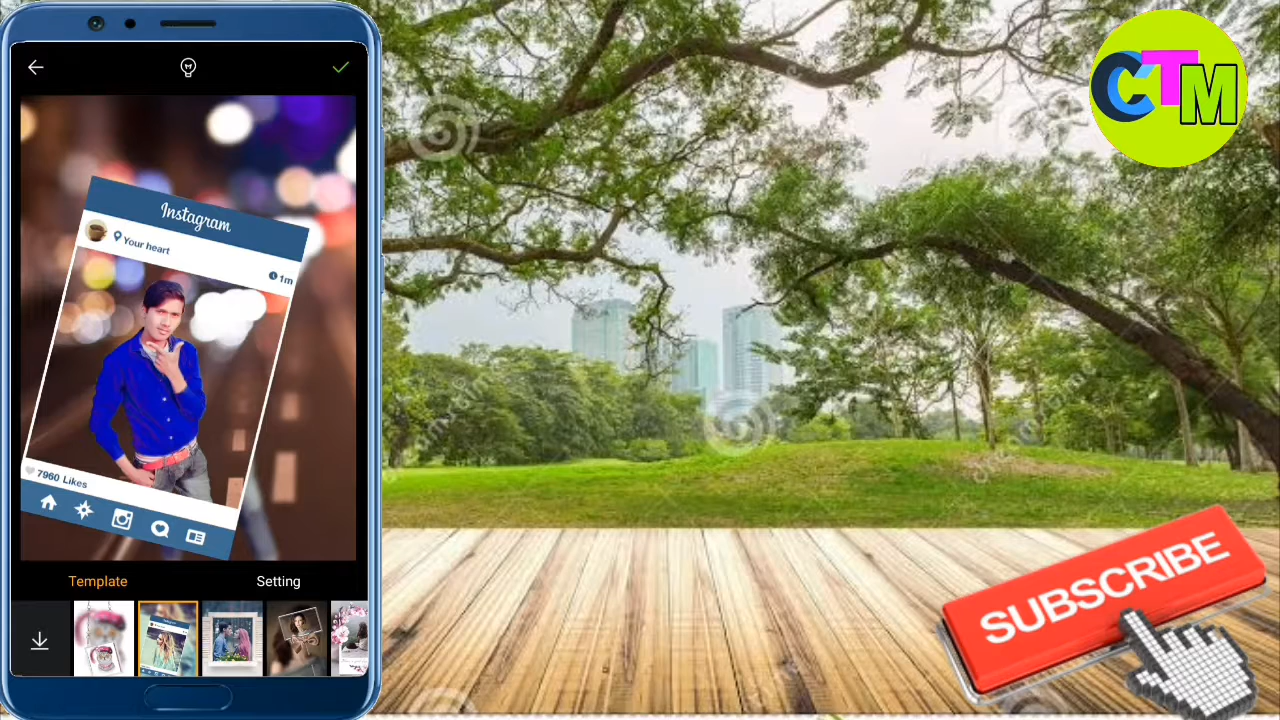 CTM
Instagram
Your heart
1m
7960 Likes
Template
Setting
SUBSCRIBE